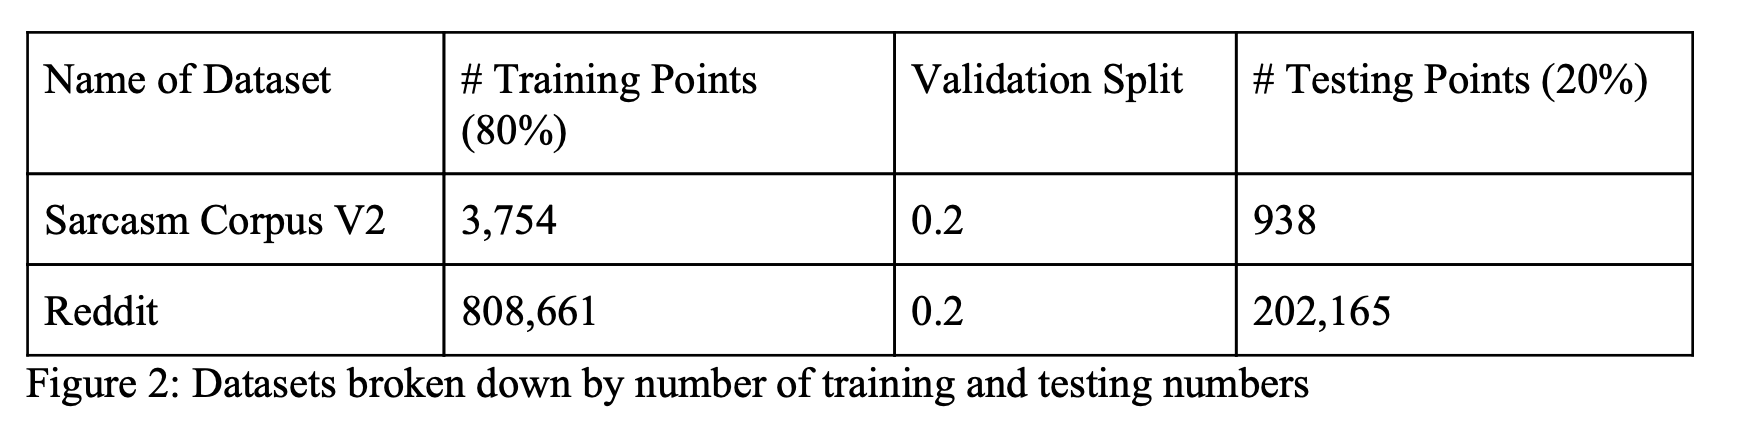 Name of Dataset
# Training Points
(80%)
Validation Split
# Testing Points (20%)
Sarcasm Corpus V2
3,754
0.2
938
Reddit
808,661
0.2
202,165
Figure 2: Datasets broken down by number of training and testing numbers